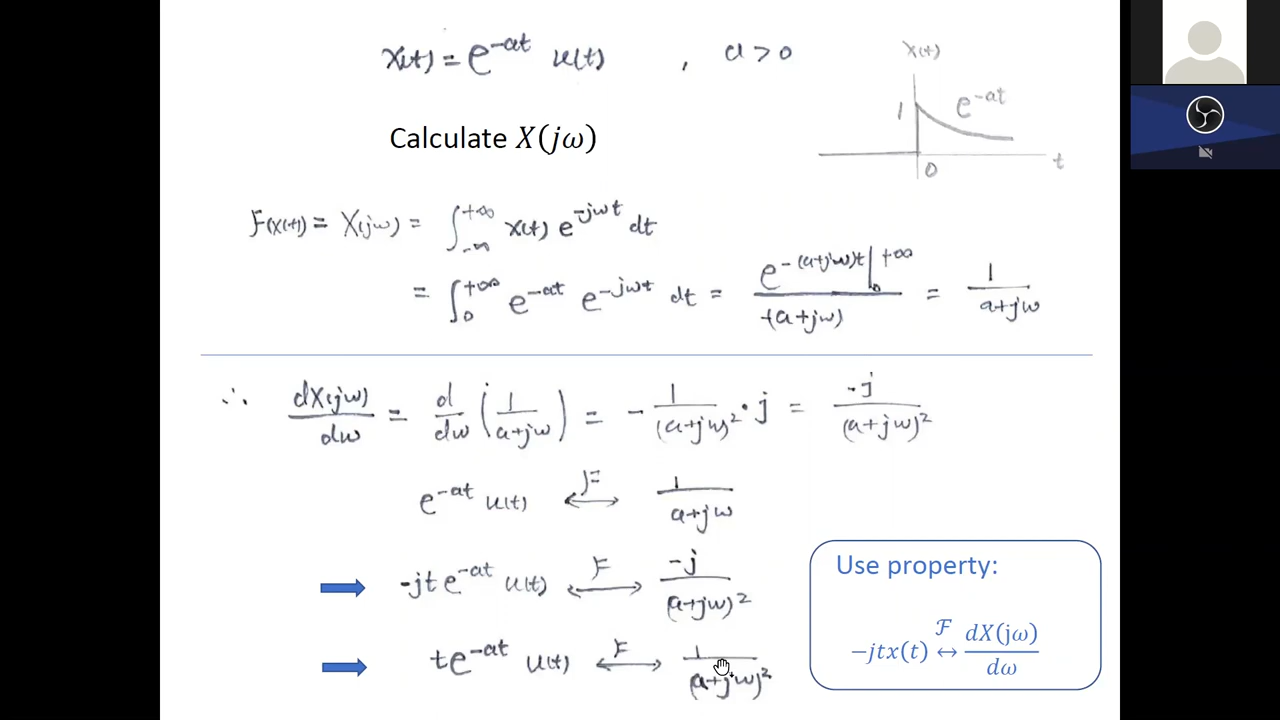 x(t) = e^{-at} u(t) , a > 0
x(t)
1
e^{-at}
0
t
Calculate X(jω)
F(x(t)) = X(jω) = ∫_{-∞}^{+∞} x(t) e^{-jωt} dt
= ∫_{0}^{+∞} e^{-at} e^{-jωt} dt = e^{-(a+jω)t}|_{0}^{+∞} / -(a+jω) = 1/(a+jω)
∴ dX(jω)/dω = d/dω (1/(a+jω)) = - 1/(a+jω)² · j = -j/(a+jω)²
e^{-at} u(t) ⟷F 1/(a+jω)
-jt e^{-at} u(t) ⟷F -j/(a+jω)²
te^{-at} u(t) ⟷F 1/(a+jω)²
Use property:
-jtx(t) ↔ℱ dX(jω)/dω